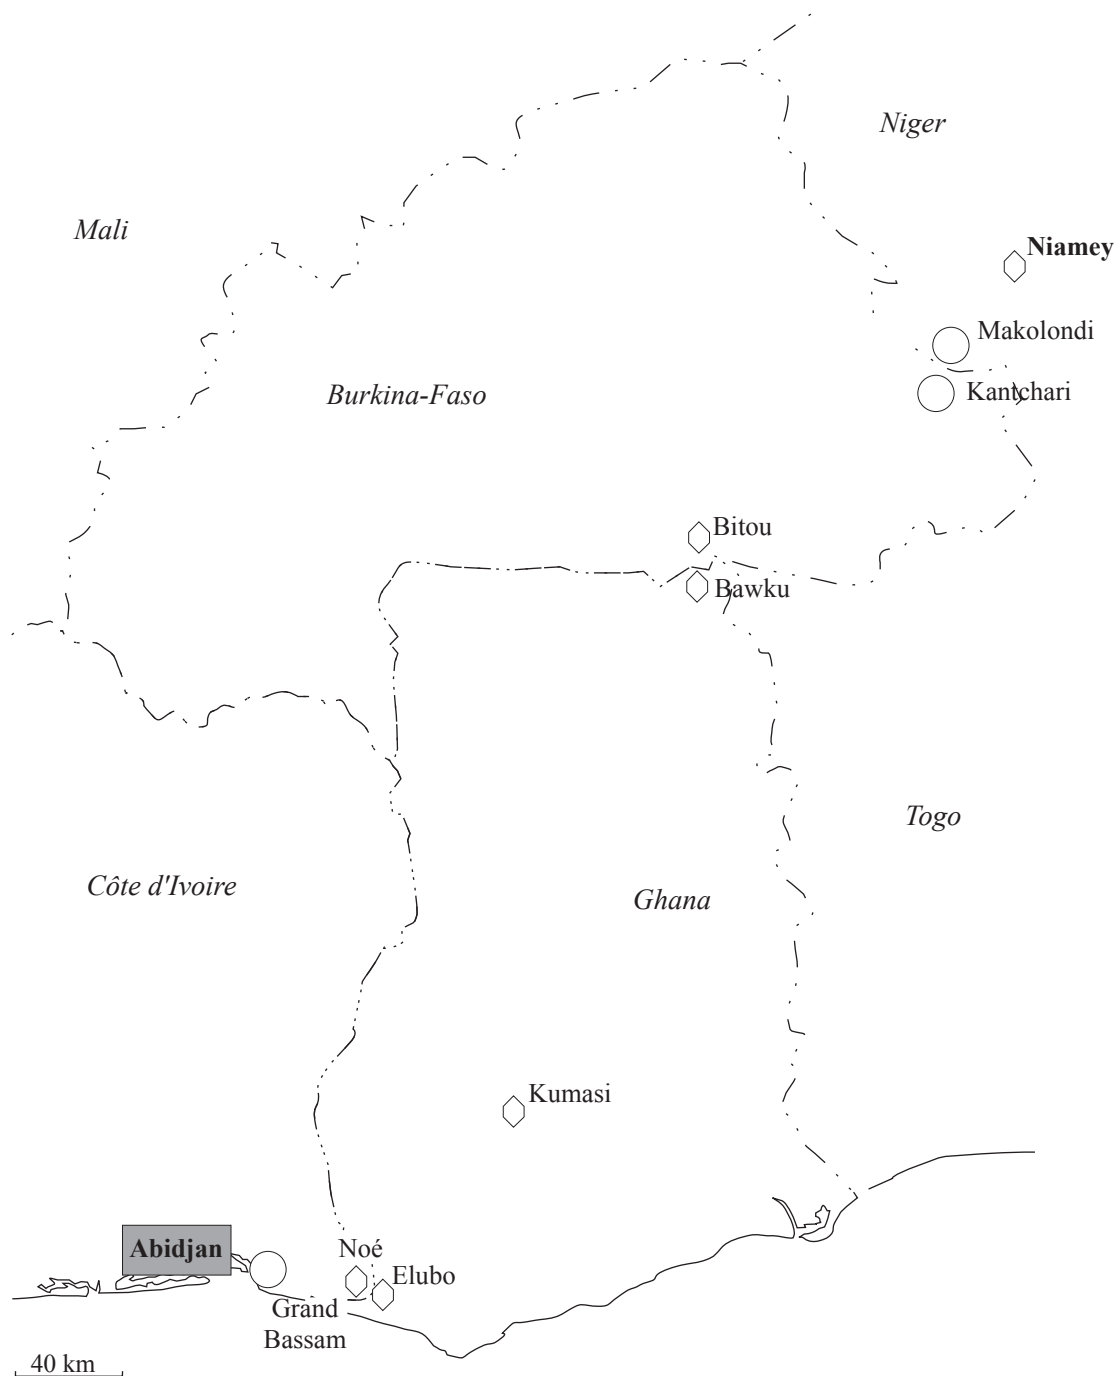 Niger
Mali
Niamey
Makolondi
Burkina-Faso
Kantchari
Bitou
Bawku
Togo
Côte d'Ivoire
Ghana
Kumasi
Abidjan
Noé
Elubo
Grand
Bassam
40 km